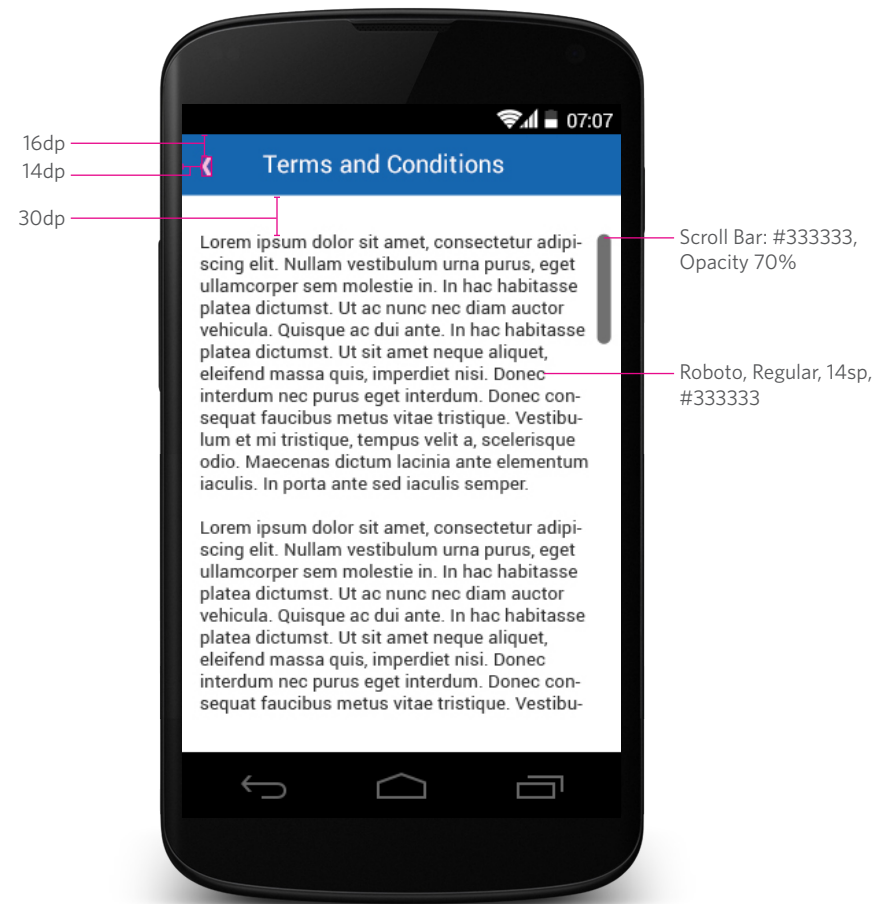 07:07
16dp
14dp
Terms and Conditions
30dp
Scroll Bar: #333333,
Opacity 70%
Lorem ipsum dolor sit amet, consectetur adipi-
scing elit. Nullam vestibulum urna purus, eget
ullamcorper sem molestie in. In hac habitasse
platea dictumst. Ut ac nunc nec diam auctor
vehicula. Quisque ac dui ante. In hac habitasse
platea dictumst. Ut sit amet neque aliquet,
eleifend massa quis, imperdiet nisi. Donec
interdum nec purus eget interdum. Donec con-
sequat faucibus metus vitae tristique. Vestibu-
lum et mi tristique, tempus velit a, scelerisque
odio. Maecenas dictum lacinia ante elementum
iaculis. In porta ante sed iaculis semper.
Roboto, Regular, 14sp,
#333333
Lorem ipsum dolor sit amet, consectetur adipi-
scing elit. Nullam vestibulum urna purus, eget
ullamcorper sem molestie in. In hac habitasse
platea dictumst. Ut ac nunc nec diam auctor
vehicula. Quisque ac dui ante. In hac habitasse
platea dictumst. Ut sit amet neque aliquet,
eleifend massa quis, imperdiet nisi. Donec
interdum nec purus eget interdum. Donec con-
sequat faucibus metus vitae tristique. Vestibu-